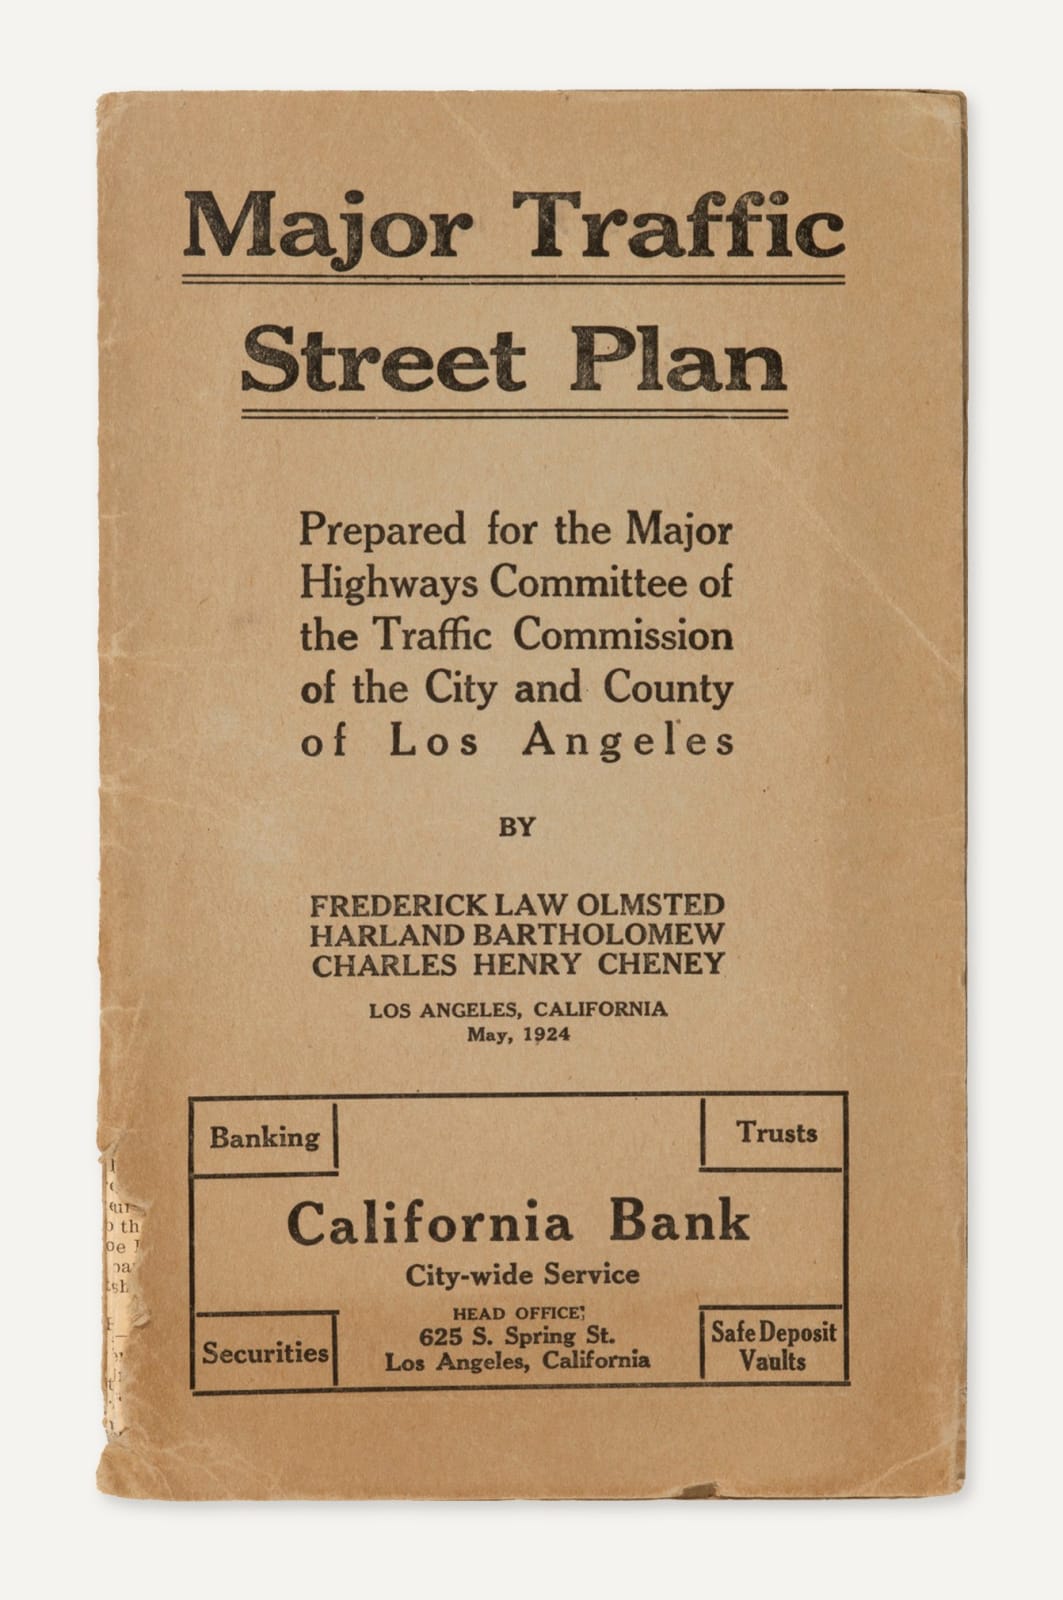 Major Traffic
Street Plan
Prepared for the Major
Highways Committee of
the Traffic Commission
of the City and County
of Los Angeles
BY
FREDERICK LAW OLMSTED
HARLAND BARTHOLOMEW
CHARLES HENRY CHENEY
LOS ANGELES, CALIFORNIA
May, 1924
Banking
Trusts
California Bank
City-wide Service
HEAD OFFICE:
625 S. Spring St.
Los Angeles, California
Securities
Safe Deposit
Vaults